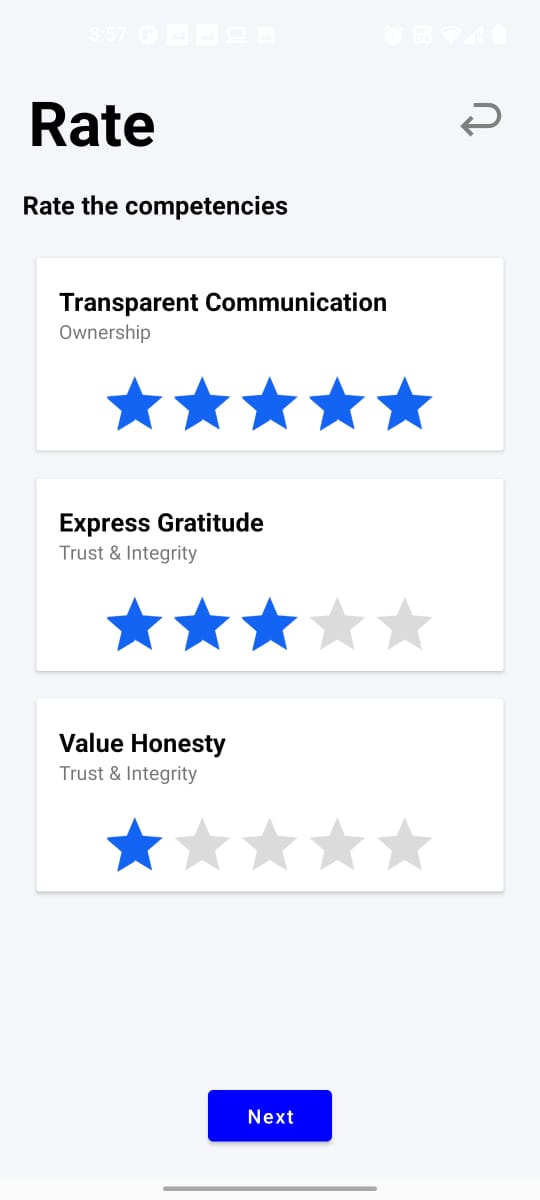 3:57
Rate
Rate the competencies
Transparent Communication
Ownership
Express Gratitude
Trust & Integrity
Value Honesty
Trust & Integrity
Next